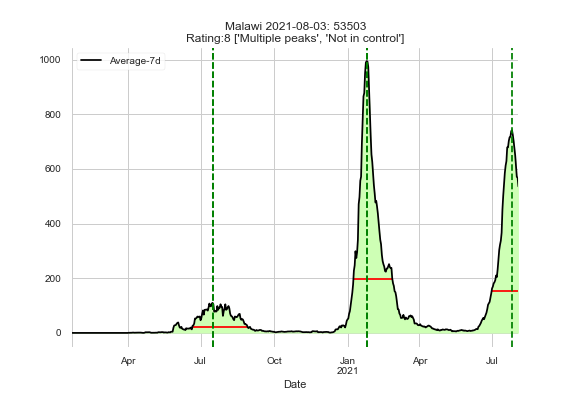 Malawi 2021-08-03: 53503
Rating:8 ['Multiple peaks', 'Not in control']
Average-7d
1000
800
600
400
200
0
Apr Jul Oct Jan Apr Jul
2021
Date